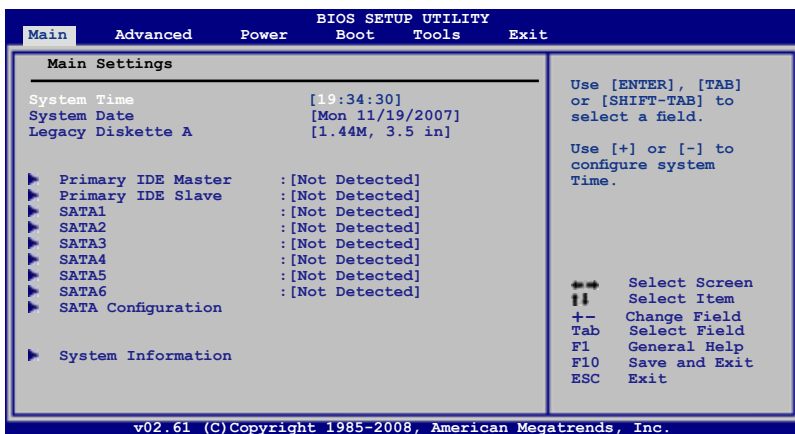 BIOS SETUP UTILITY
Main Advanced Power Boot Tools Exit
Main Settings
System Time [19:34:30]
System Date [Mon 11/19/2007]
Legacy Diskette A [1.44M, 3.5 in]
Primary IDE Master :[Not Detected]
Primary IDE Slave :[Not Detected]
SATA1 :[Not Detected]
SATA2 :[Not Detected]
SATA3 :[Not Detected]
SATA4 :[Not Detected]
SATA5 :[Not Detected]
SATA6 :[Not Detected]
SATA Configuration
System Information
Use [ENTER], [TAB]
or [SHIFT-TAB] to
select a field.
Use [+] or [-] to
configure system
Time.
←→ Select Screen
↑↓ Select Item
+- Change Field
Tab Select Field
F1 General Help
F10 Save and Exit
ESC Exit
v02.61 (C)Copyright 1985-2008, American Megatrends, Inc.